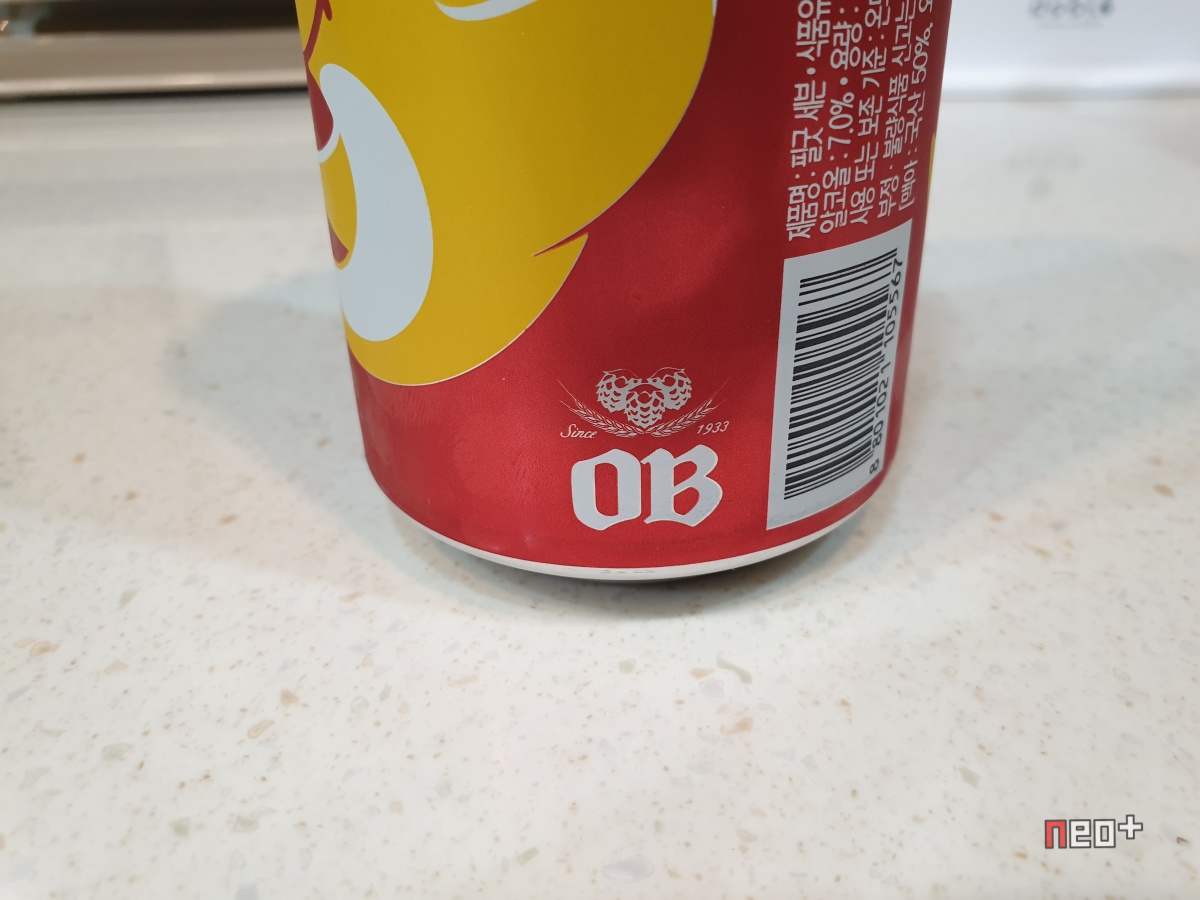 제품명 : 필굿 세븐 • 식품유
알코올 : 7.0% • 용량 :
사용 또는 보존 기준 :
부정 · 불량식품 신고는
[맥아 : 국산 50%,
8 801021 105567
Since 1933
OB
neo+